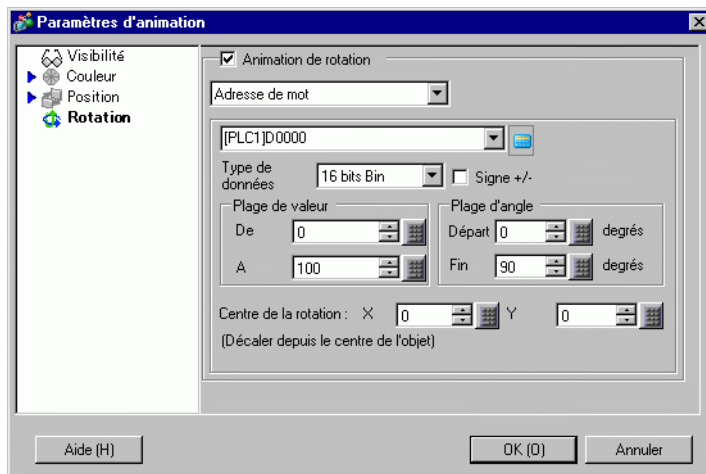 Paramètres d'animation
Visibilité
Couleur
Position
Rotation
Animation de rotation
Adresse de mot
[PLC1]D0000
Type de données 16 bits Bin Signe +/-
Plage de valeur Plage d'angle
De 0 Départ 0 degrés
A 100 Fin 90 degrés
Centre de la rotation : X 0 Y 0
(Décaler depuis le centre de l'objet)
Aide (H) OK (O) Annuler